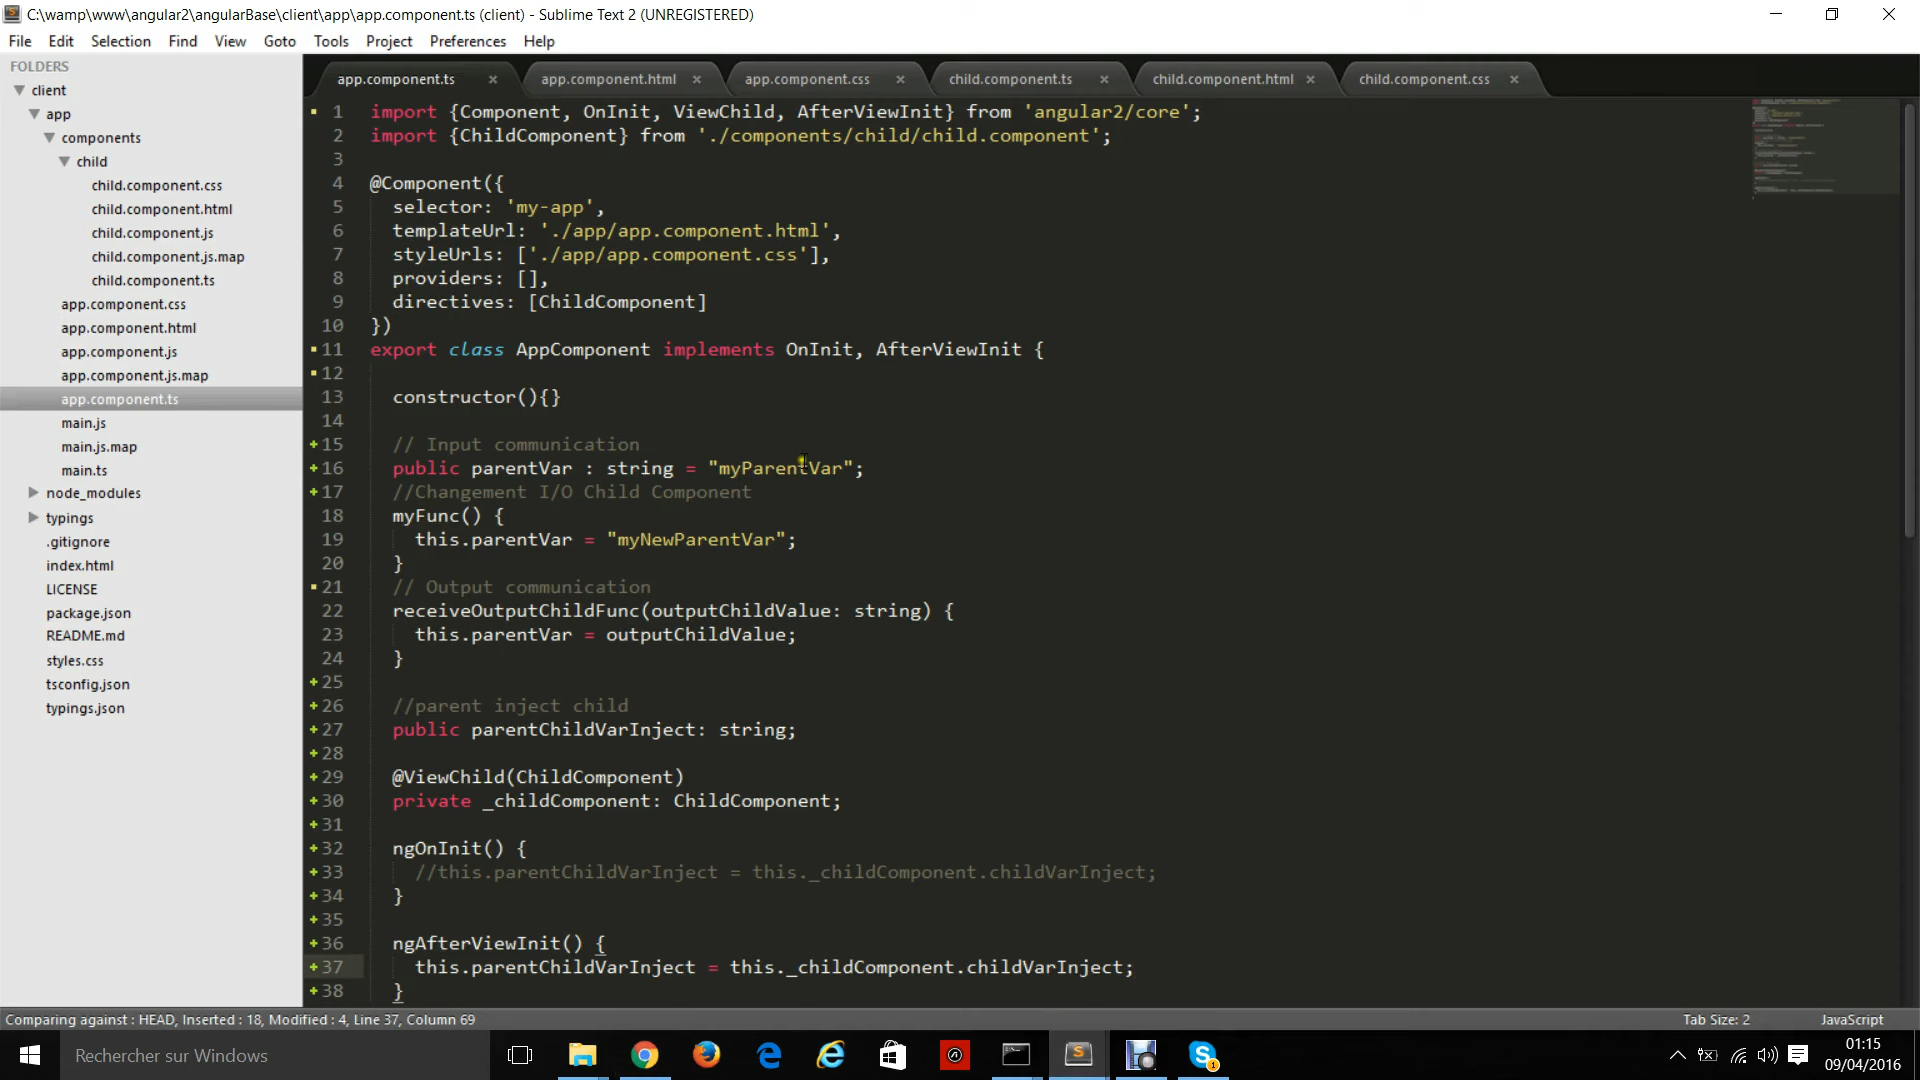 C:\wamp\www\angular2\angularBase\client\app\app.component.ts (client) - Sublime Text 2 (UNREGISTERED)
File Edit Selection Find View Goto Tools Project Preferences Help
FOLDERS
client
app
components
child
child.component.css
child.component.html
child.component.js
child.component.js.map
child.component.ts
app.component.css
app.component.html
app.component.js
app.component.js.map
app.component.ts
main.js
main.js.map
main.ts
node_modules
typings
.gitignore
index.html
LICENSE
package.json
README.md
styles.css
tsconfig.json
typings.json
app.component.ts × app.component.html × app.component.css × child.component.ts × child.component.html × child.component.css ×
1 import {Component, OnInit, ViewChild, AfterViewInit} from 'angular2/core';
2 import {ChildComponent} from './components/child/child.component';
3
4 @Component({
5 selector: 'my-app',
6 templateUrl: './app/app.component.html',
7 styleUrls: ['./app/app.component.css'],
8 providers: [],
9 directives: [ChildComponent]
10 })
11 export class AppComponent implements OnInit, AfterViewInit {
12
13 constructor(){}
14
15 // Input communication
16 public parentVar : string = "myParentVar";
17 //Changement I/O Child Component
18 myFunc() {
19 this.parentVar = "myNewParentVar";
20 }
21 // Output communication
22 receiveOutputChildFunc(outputChildValue: string) {
23 this.parentVar = outputChildValue;
24 }
25
26 //parent inject child
27 public parentChildVarInject: string;
28
29 @ViewChild(ChildComponent)
30 private _childComponent: ChildComponent;
31
32 ngOnInit() {
33 //this.parentChildVarInject = this._childComponent.childVarInject;
34 }
35
36 ngAfterViewInit() {
37 this.parentChildVarInject = this._childComponent.childVarInject;
38 }
Comparing against : HEAD, Inserted : 18, Modified : 4, Line 37, Column 69
Tab Size: 2 JavaScript
Rechercher sur Windows
01:15
09/04/2016